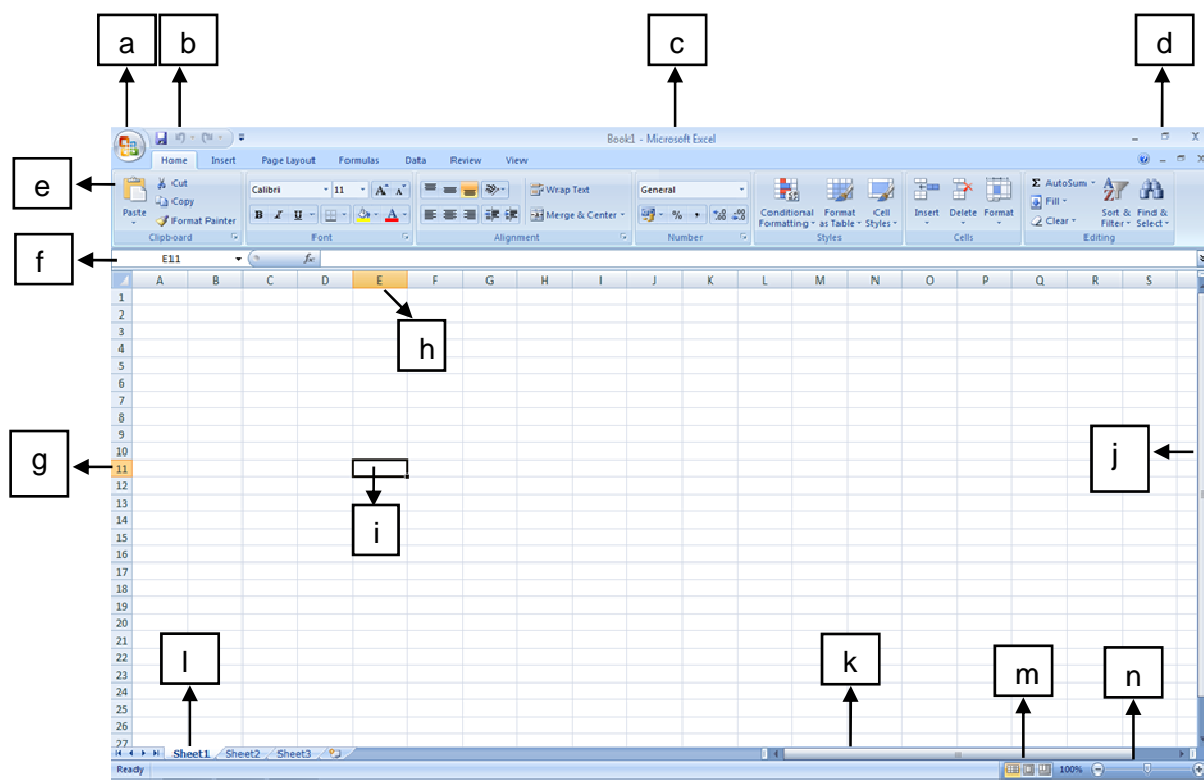 a b c d
Book1 - Microsoft Excel
Home Insert Page Layout Formulas Data Review View
e
Paste
Cut
Copy
Format Painter
Clipboard
Calibri 11 A A
B I U A
Font
Wrap Text
Merge & Center
Alignment
General
% , .0 .00 .00 .0
Number
Conditional Formatting
Format as Table
Cell Styles
Styles
Insert Delete Format
Cells
Σ AutoSum
Fill
Clear
Sort & Filter
Find & Select
Editing
f
E11 fx
A B C D E F G H I J K L M N O P Q R S
1
2
3
4
h
5
6
7
8
9
10
g
j
11
12
13
14
i
15
16
17
18
19
20
21
22
l k m n
23
24
25
26
27
Sheet1 Sheet2 Sheet3
Ready 100%